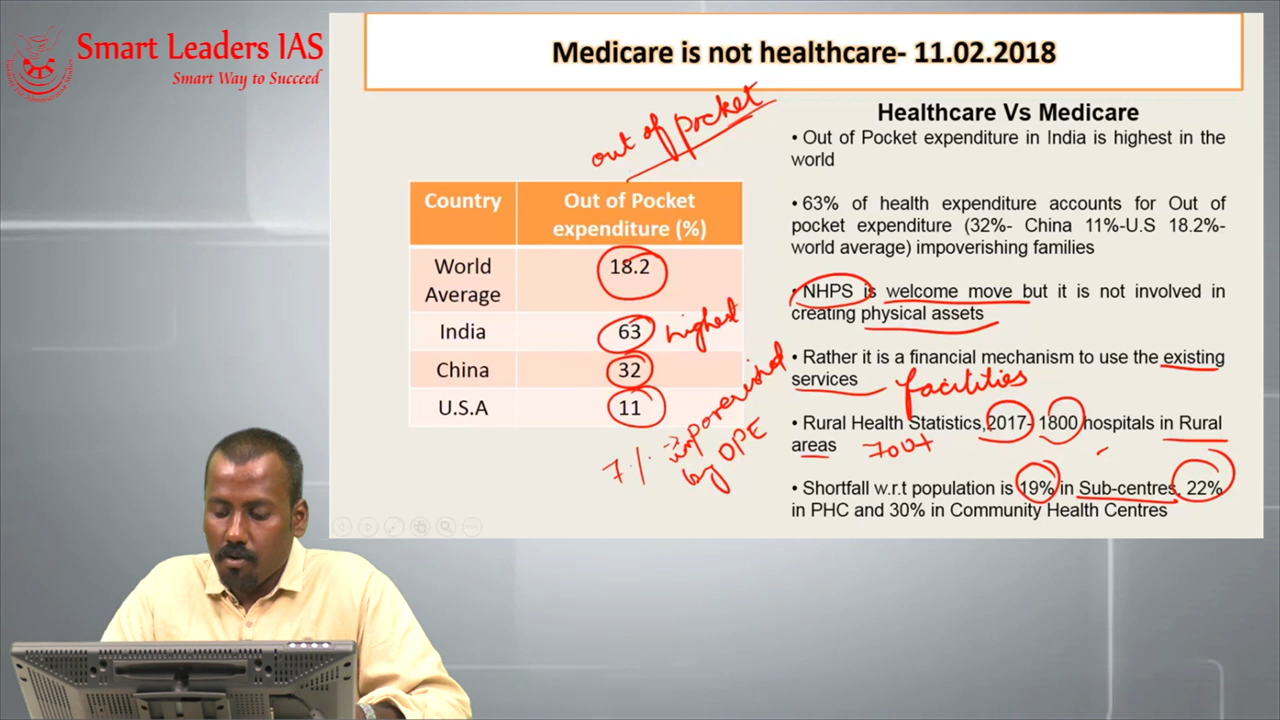 Smart Leaders IAS
Smart Way to Succeed
Medicare is not healthcare- 11.02.2018
out of pocket
Country
Out of Pocket
expenditure (%)
World
Average
18.2
India
63
highest
China
32
U.S.A
11
7%
impoverished
by OPE
Healthcare Vs Medicare
• Out of Pocket expenditure in India is highest in the
world
• 63% of health expenditure accounts for Out of
pocket expenditure (32%- China 11%-U.S 18.2%-
world average) impoverishing families
• NHPS is welcome move but it is not involved in
creating physical assets
• Rather it is a financial mechanism to use the existing
services
facilities
• Rural Health Statistics,2017- 1800 hospitals in Rural
areas
700+
• Shortfall w.r.t population is 19% in Sub-centres, 22%
in PHC and 30% in Community Health Centres